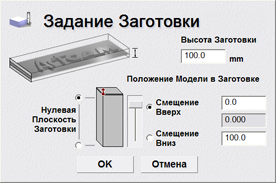 Задание Заготовки
Высота Заготовки
100.0 mm
Положение Модели в Заготовке
Нулевая
Плоскость
Заготовки
Смещение
Вверх
0.0
0.000
Смещение
Вниз
100.0
OK
Отмена